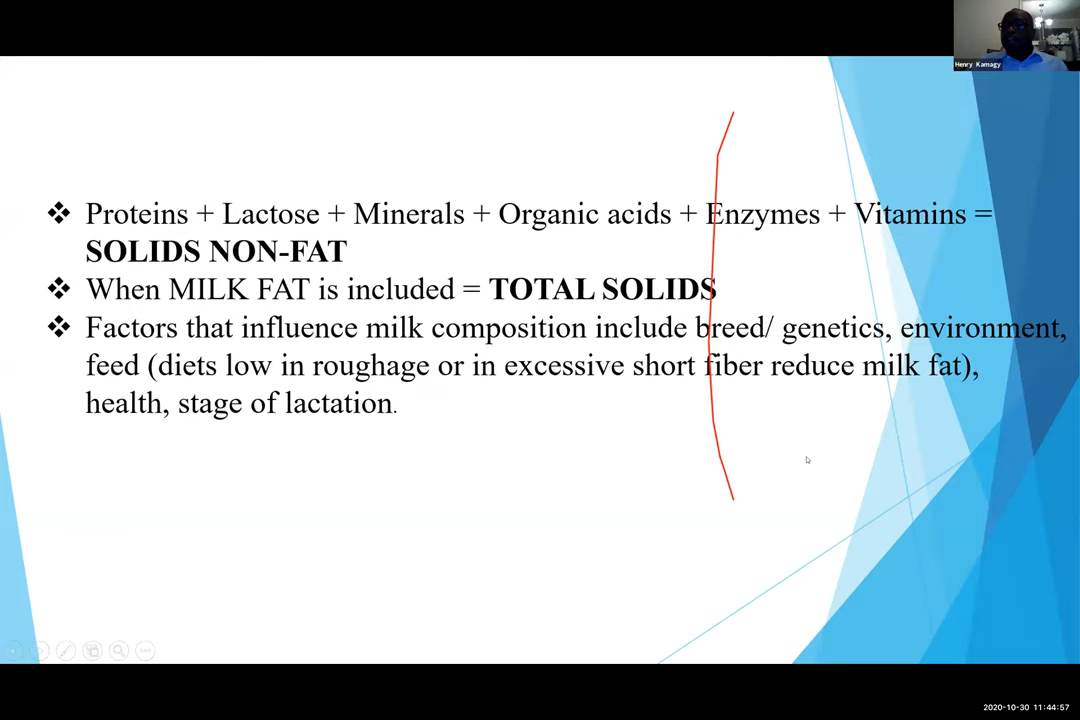 Henry Kamagy
❖ Proteins + Lactose + Minerals + Organic acids + Enzymes + Vitamins =
SOLIDS NON-FAT
❖ When MILK FAT is included = TOTAL SOLIDS
❖ Factors that influence milk composition include breed/ genetics, environment,
feed (diets low in roughage or in excessive short fiber reduce milk fat),
health, stage of lactation.
2020-10-30 11:44:57